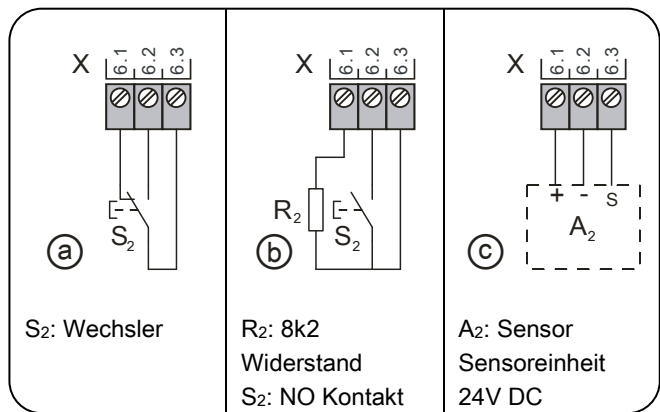 X 6.1 6.2 6.3
S2
a
S2: Wechsler
X 6.1 6.2 6.3
R2 S2
b
R2: 8k2
Widerstand
S2: NO Kontakt
X 6.1 6.2 6.3
+ - S
A2
c
A2: Sensor
Sensoreinheit
24V DC